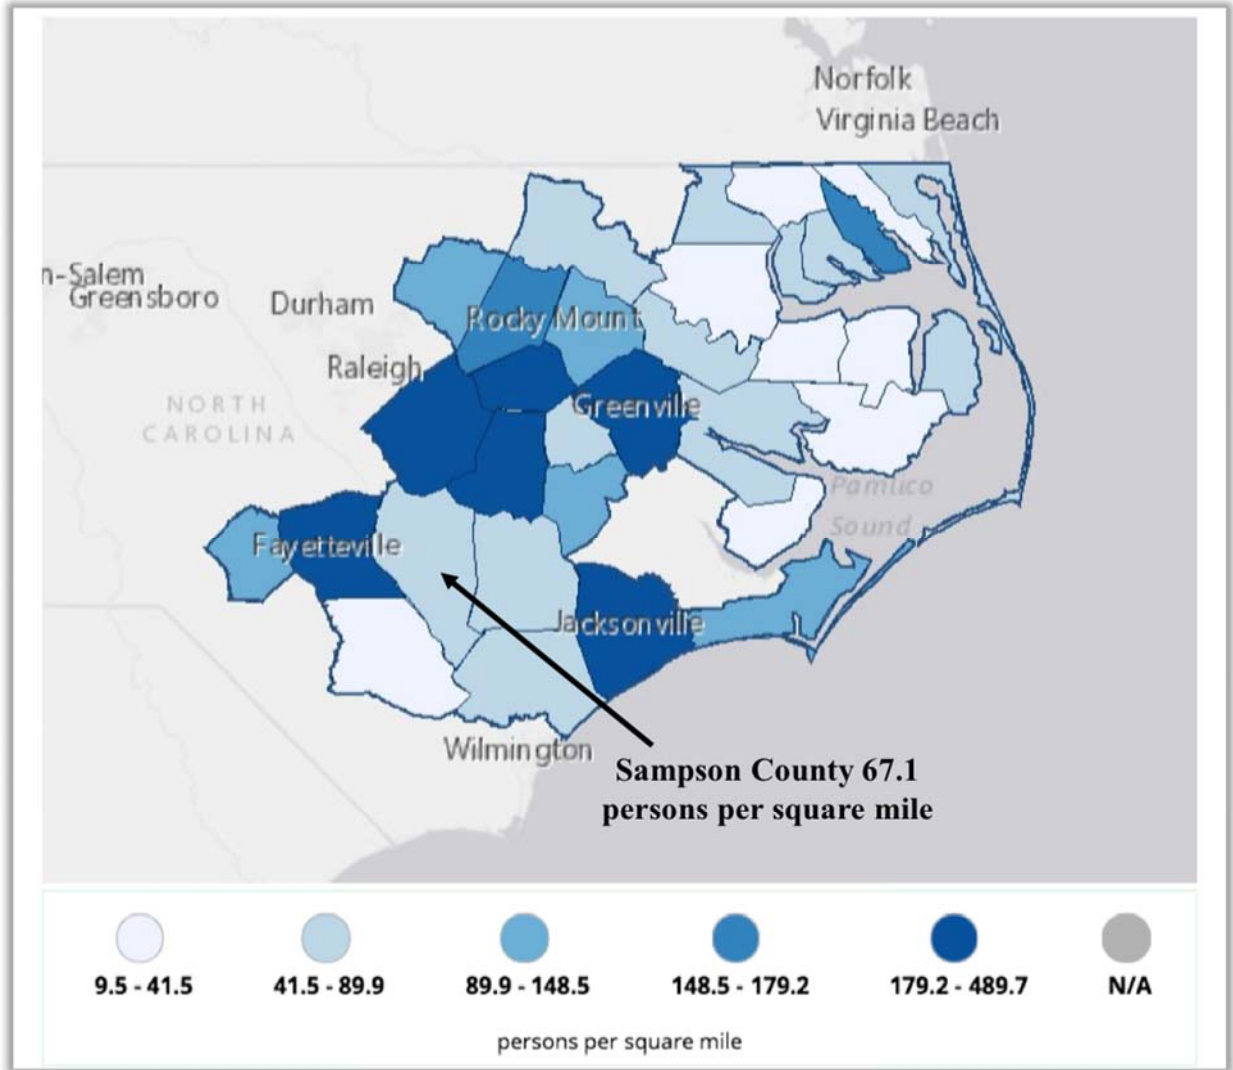 Norfolk
Virginia Beach
n-Salem
Greensboro
Durham
Rocky Mount
Raleigh
NORTH
CAROLINA
Greenville
Pamlico
Sound
Fayetteville
Jacksonville
Wilmington
Sampson County 67.1
persons per square mile
9.5 - 41.5
41.5 - 89.9
89.9 - 148.5
148.5 - 179.2
179.2 - 489.7
N/A
persons per square mile